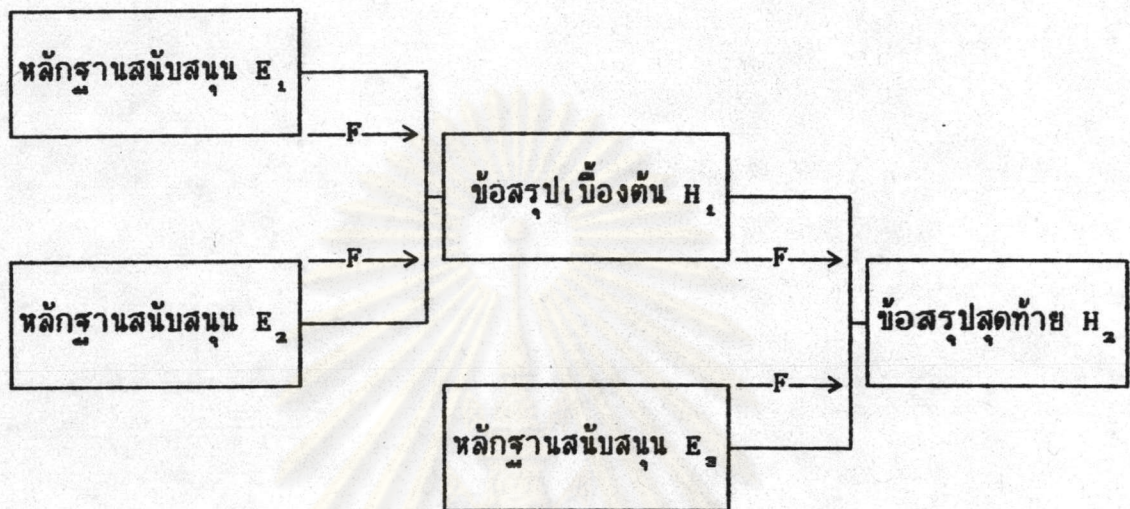 หลักฐานสนับสนุน E₁
F
ข้อสรุปเบื้องต้น H₁
F
F
หลักฐานสนับสนุน E₂
ข้อสรุปสุดท้าย H₂
F
หลักฐานสนับสนุน E₃